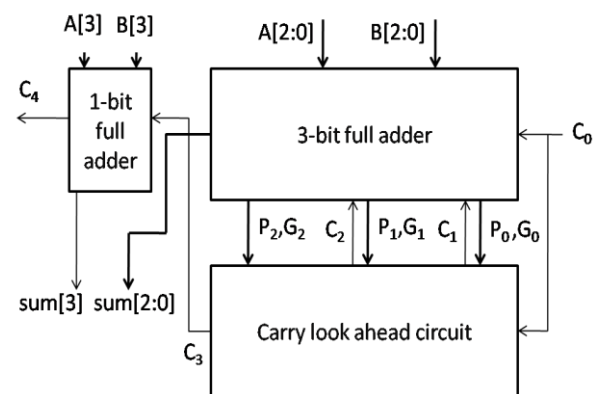 A[3] B[3] A[2:0] B[2:0]
C₄
1-bit
full
adder
3-bit full adder
C₀
P₂,G₂ C₂ P₁,G₁ C₁ P₀,G₀
sum[3] sum[2:0]
Carry look ahead circuit
C₃